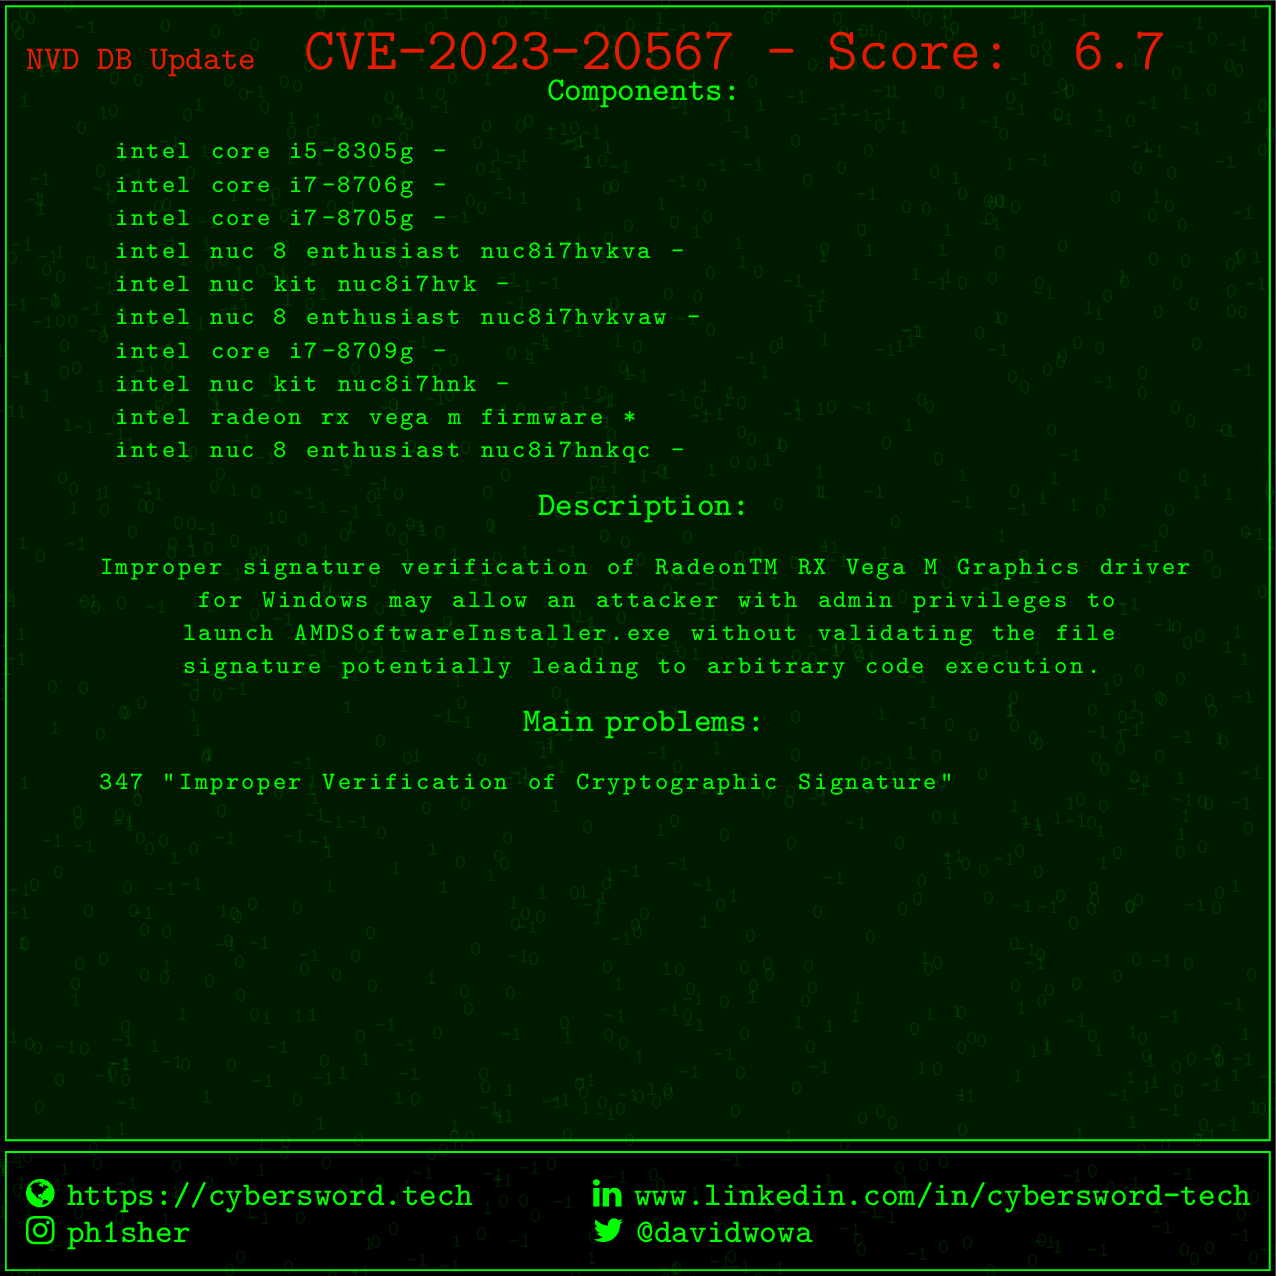 NVD DB Update CVE-2023-20567 - Score: 6.7
Components:
intel core i5-8305g -
intel core i7-8706g -
intel core i7-8705g -
intel nuc 8 enthusiast nuc8i7hvkva -
intel nuc kit nuc8i7hvk -
intel nuc 8 enthusiast nuc8i7hvkvaw -
intel core i7-8709g -
intel nuc kit nuc8i7hnk -
intel radeon rx vega m firmware *
intel nuc 8 enthusiast nuc8i7hnkqc -
Description:
Improper signature verification of RadeonTM RX Vega M Graphics driver
for Windows may allow an attacker with admin privileges to
launch AMDSoftwareInstaller.exe without validating the file
signature potentially leading to arbitrary code execution.
Main problems:
347 "Improper Verification of Cryptographic Signature"
https://cybersword.tech
www.linkedin.com/in/cybersword-tech
ph1sher
@davidwowa